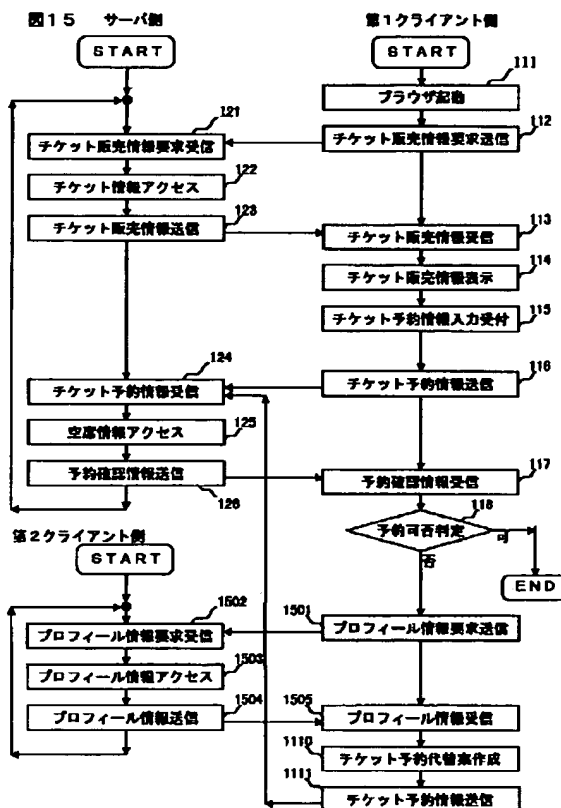 図15 サーバ側
START
121
チケット販売情報要求受信
122
チケット情報アクセス
123
チケット販売情報送信
124
チケット予約情報受信
125
空席情報アクセス
予約確認情報送信
126
第1クライアント側
START
111
ブラウザ起動
112
チケット販売情報要求送信
113
チケット販売情報受信
114
チケット販売情報表示
115
チケット予約情報入力受付
116
チケット予約情報送信
117
予約確認情報受信
118
予約可否判定
可
否
END
第2クライアント側
START
1502
プロフィール情報要求受信
1503
プロフィール情報アクセス
1504
プロフィール情報送信
1501
プロフィール情報要求送信
1505
プロフィール情報受信
1110
チケット予約代替案作成
1111
チケット予約情報送信